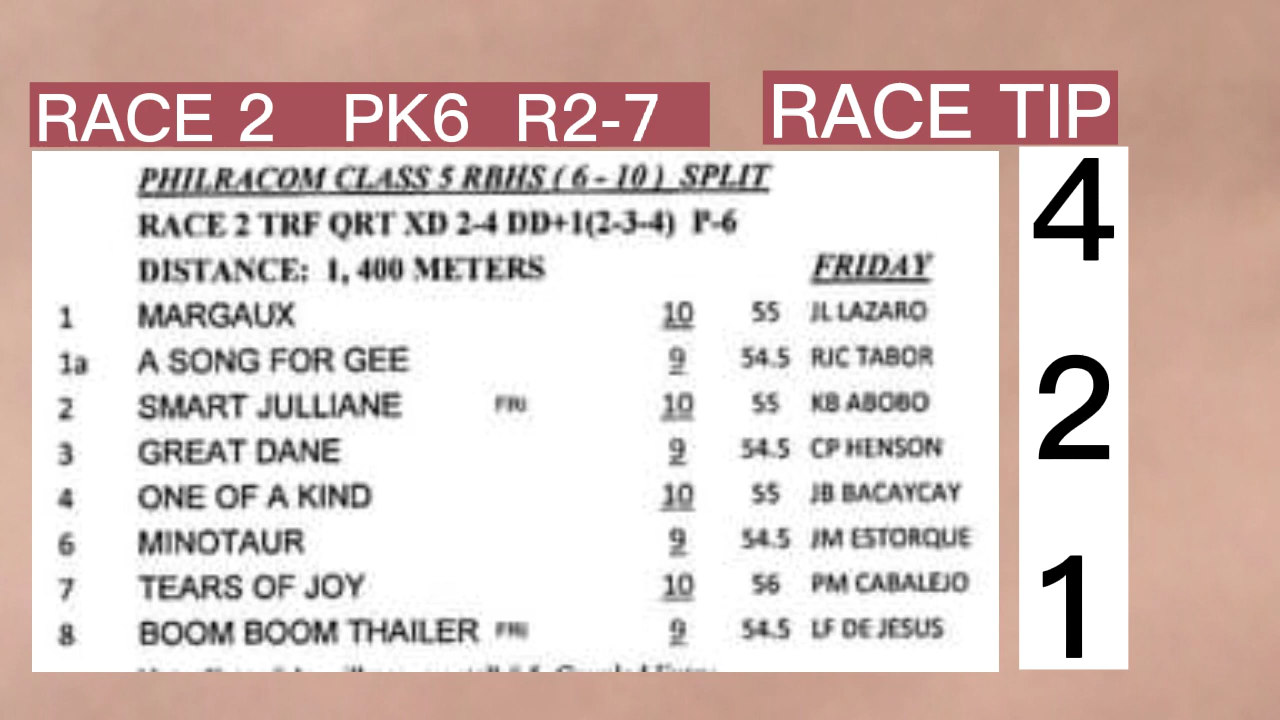 RACE 2 PK6 R2-7 RACE TIP
PHILRACOM CLASS 5 RBHS ( 6 - 10 ) SPLIT
RACE 2 TRF QRT XD 2-4 DD+1(2-3-4) P-6
DISTANCE: 1, 400 METERS FRIDAY
1 MARGAUX 10 55 JL LAZARO
1a A SONG FOR GEE 9 54.5 RJC TABOR
2 SMART JULLIANE FRI 10 55 KB ABOBO
3 GREAT DANE 9 54.5 CP HENSON
4 ONE OF A KIND 10 55 JB BACAYCAY
6 MINOTAUR 9 54.5 JM ESTORQUE
7 TEARS OF JOY 10 56 PM CABALEJO
8 BOOM BOOM THAILER FRI 9 54.5 LF DE JESUS
4
2
1